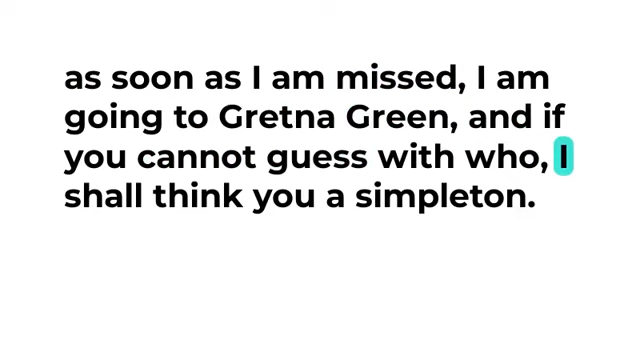 as soon as I am missed, I am
going to Gretna Green, and if
you cannot guess with who, I
shall think you a simpleton.